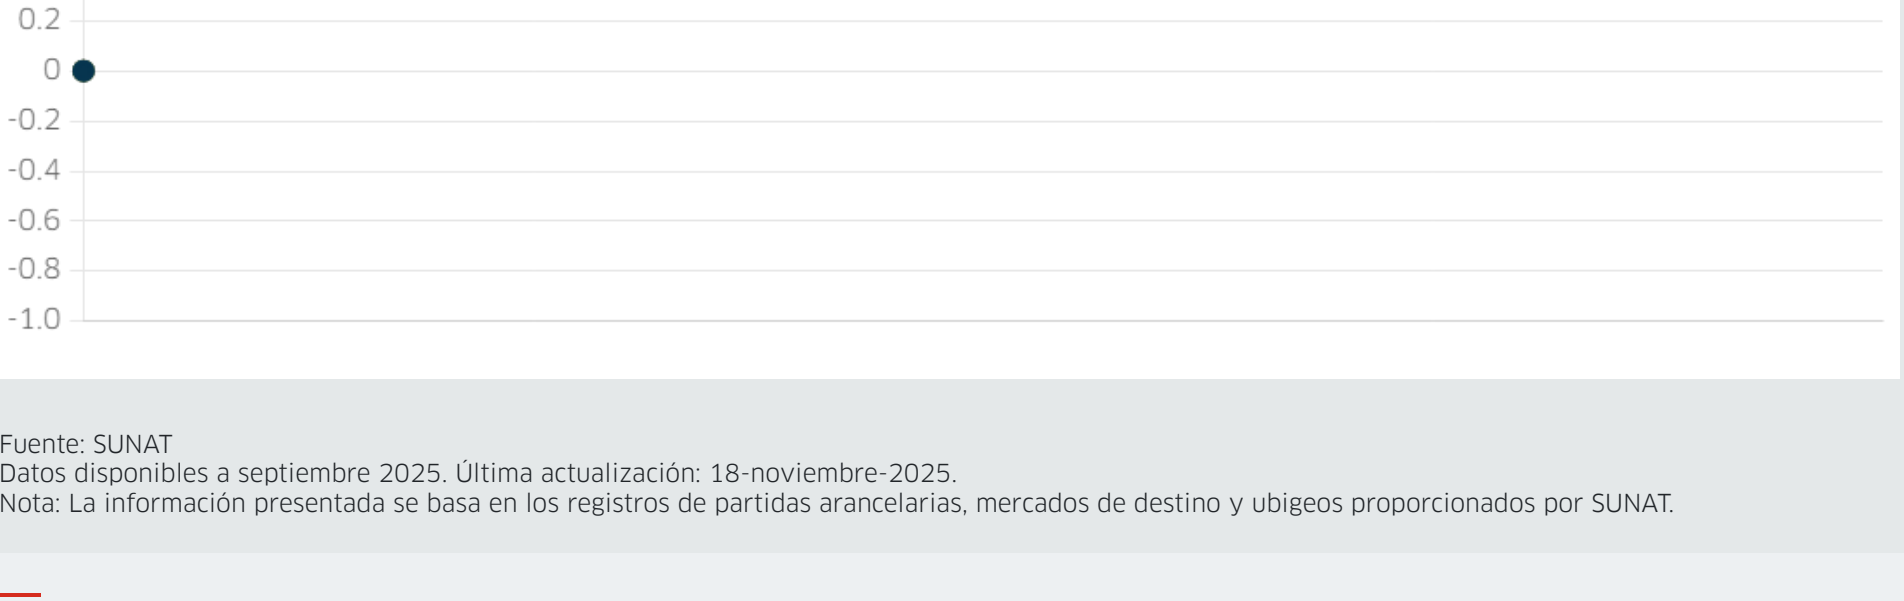 0.2
0
-0.2
-0.4
-0.6
-0.8
-1.0
Fuente: SUNAT
Datos disponibles a septiembre 2025. Última actualización: 18-noviembre-2025.
Nota: La información presentada se basa en los registros de partidas arancelarias, mercados de destino y ubigeos proporcionados por SUNAT.